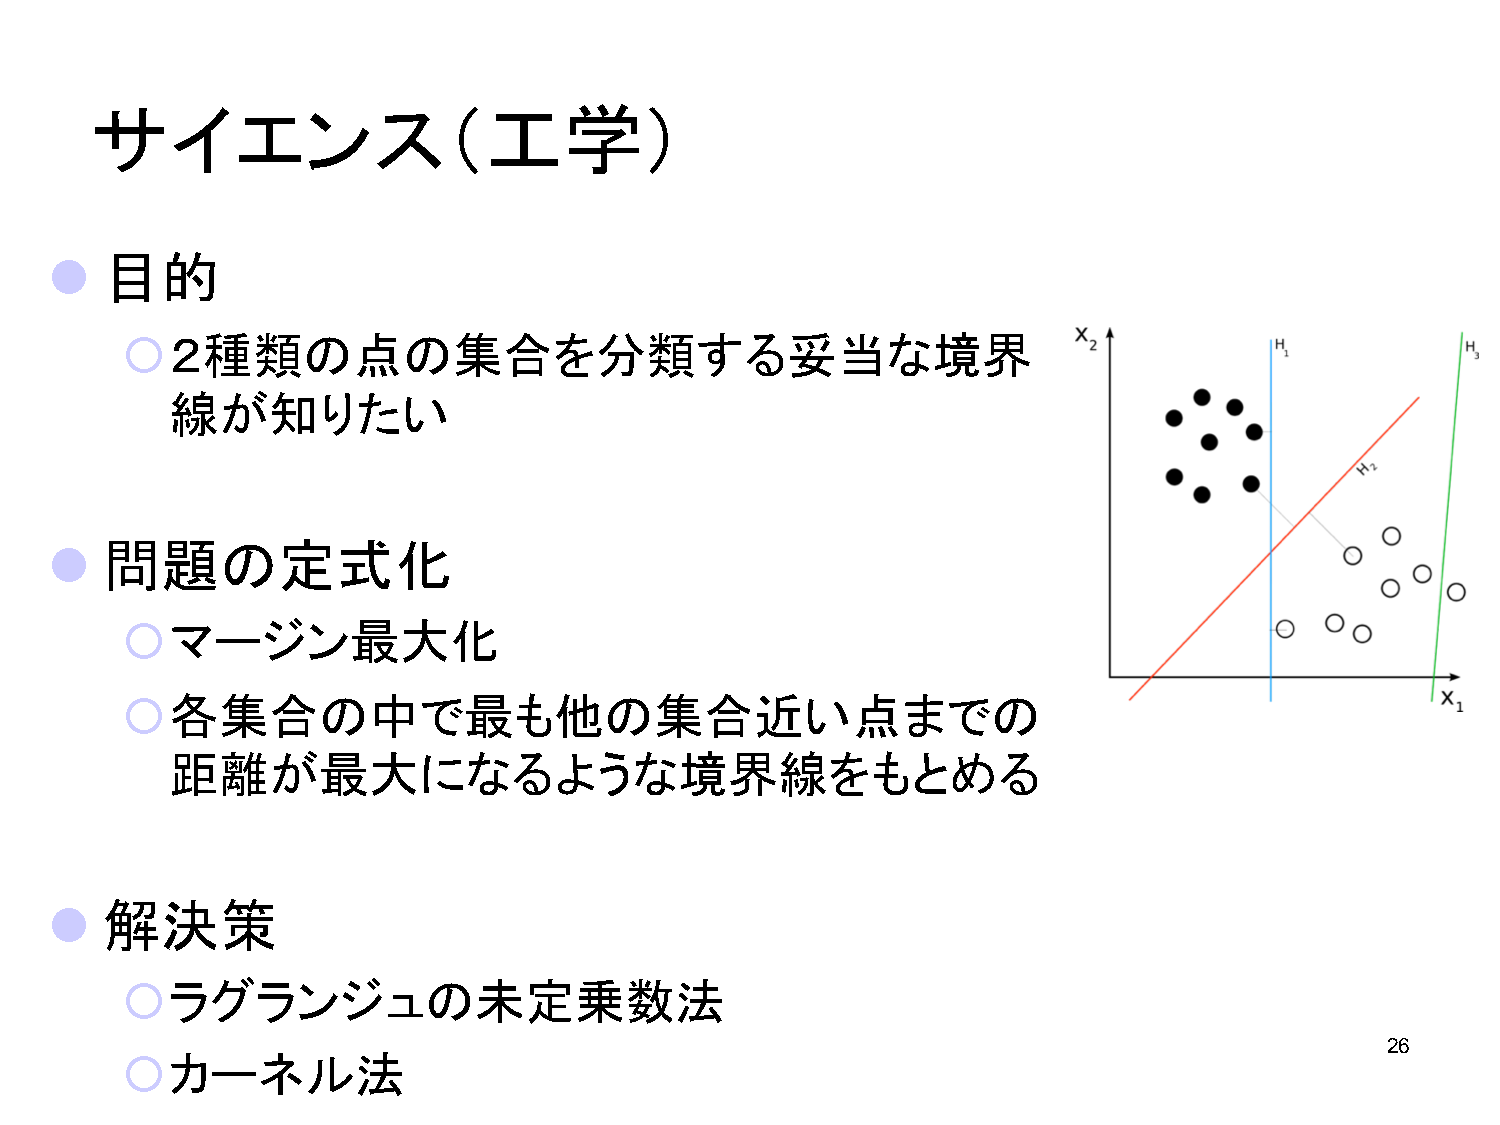 サイエンス（工学）
目的
２種類の点の集合を分類する妥当な境界
線が知りたい
問題の定式化
マージン最大化
各集合の中で最も他の集合近い点までの
距離が最大になるような境界線をもとめる
解決策
ラグランジュの未定乗数法
カーネル法
X2
H1
H2
H3
X1
26